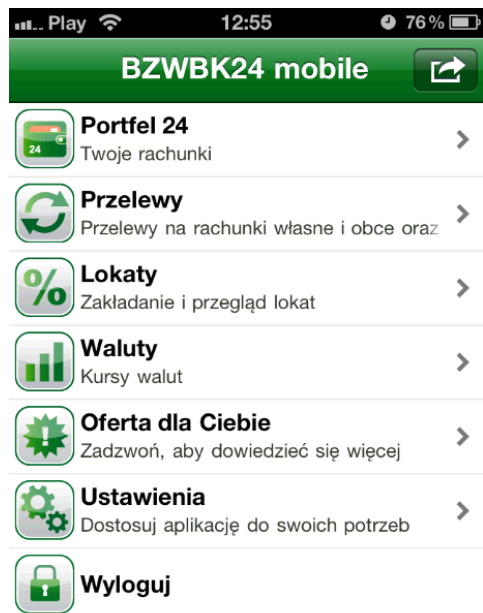 Play 12:55 76%
BZWBK24 mobile
Portfel 24
24
Twoje rachunki
Przelewy
Przelewy na rachunki własne i obce oraz
%
Lokaty
Zakładanie i przegląd lokat
Waluty
Kursy walut
!
Oferta dla Ciebie
Zadzwoń, aby dowiedzieć się więcej
Ustawienia
Dostosuj aplikację do swoich potrzeb
Wyloguj